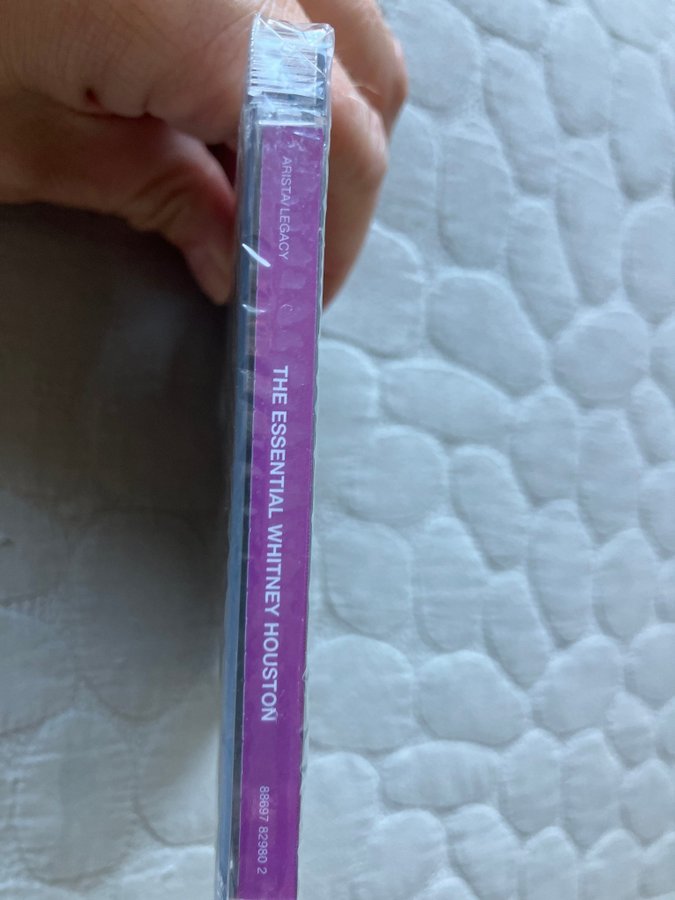 ARISTA/LEGACY
THE ESSENTIAL WHITNEY HOUSTON
88697 82980 2